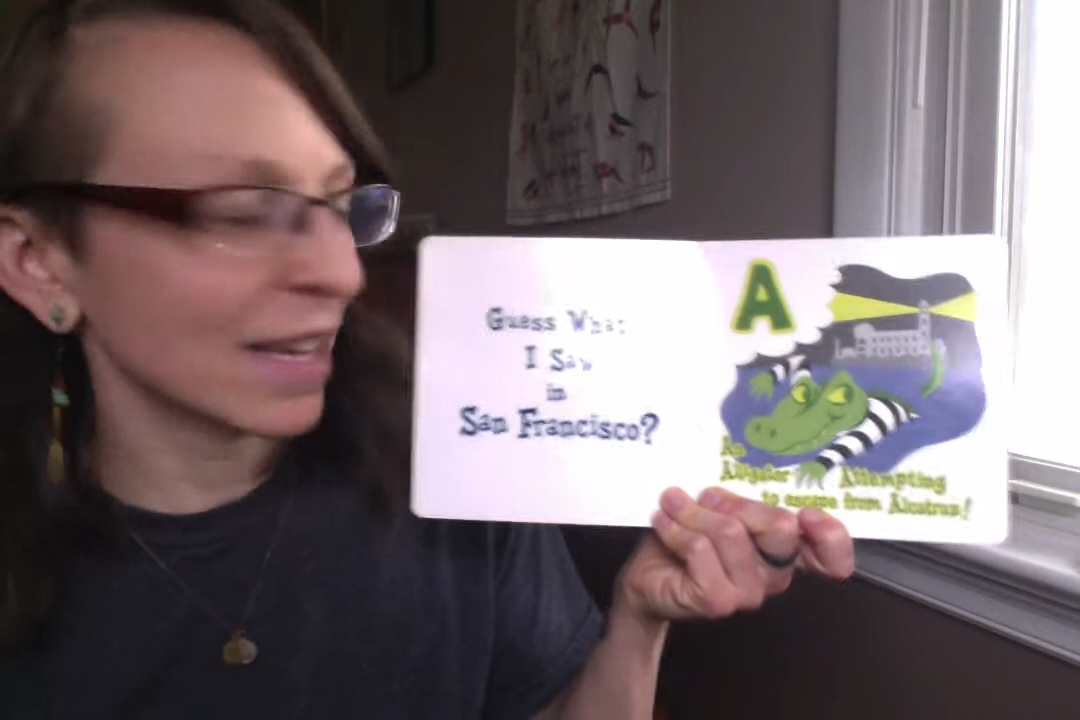 Guess What
I Saw
in
San Francisco?
A
An
Alligator Attempting
to escape from Alcatraz!